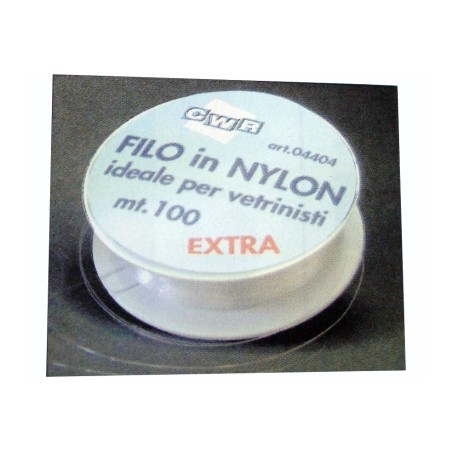 CWR
art.04404
FILO in NYLON
ideale per vetrinisti
mt.100
EXTRA